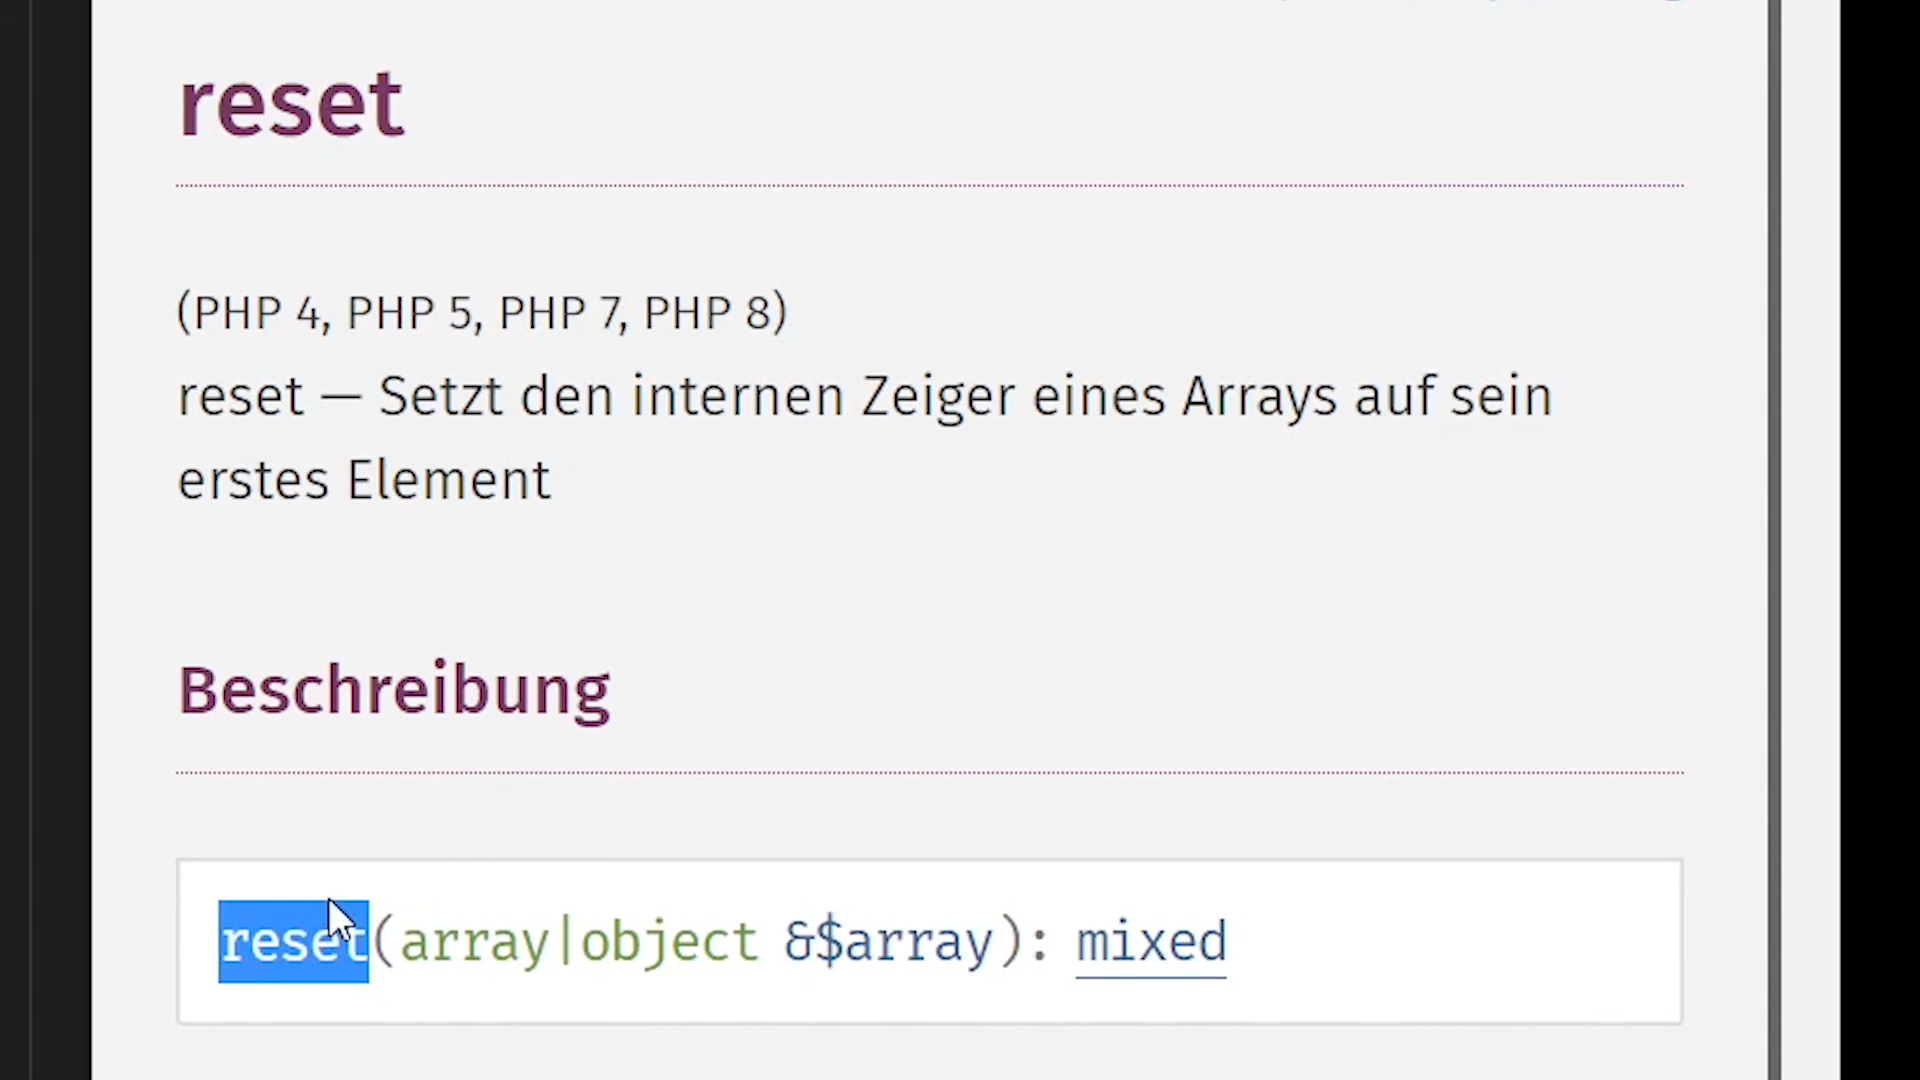 reset
(PHP 4, PHP 5, PHP 7, PHP 8)
reset — Setzt den internen Zeiger eines Arrays auf sein
erstes Element
Beschreibung
reset(array|object &$array): mixed